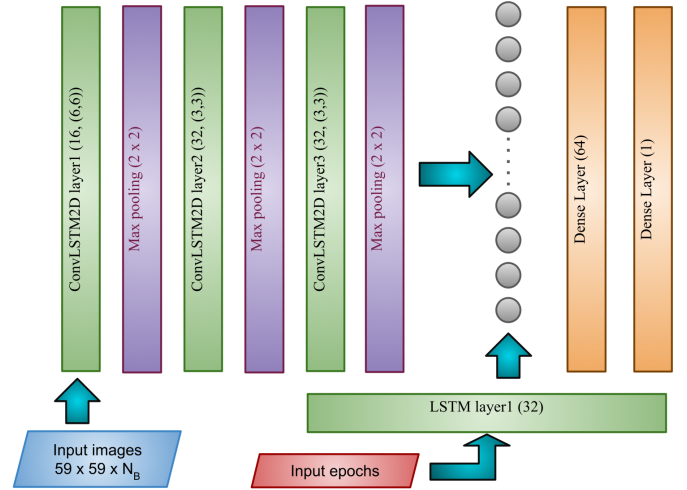 ConvLSTM2D layer1 (16, (6,6))
Max pooling (2 x 2)
ConvLSTM2D layer2 (32, (3,3))
Max pooling (2 x 2)
ConvLSTM2D layer3 (32, (3,3))
Max pooling (2 x 2)
Dense Layer (64)
Dense Layer (1)
LSTM layer1 (32)
Input images
59 x 59 x N_B
Input epochs